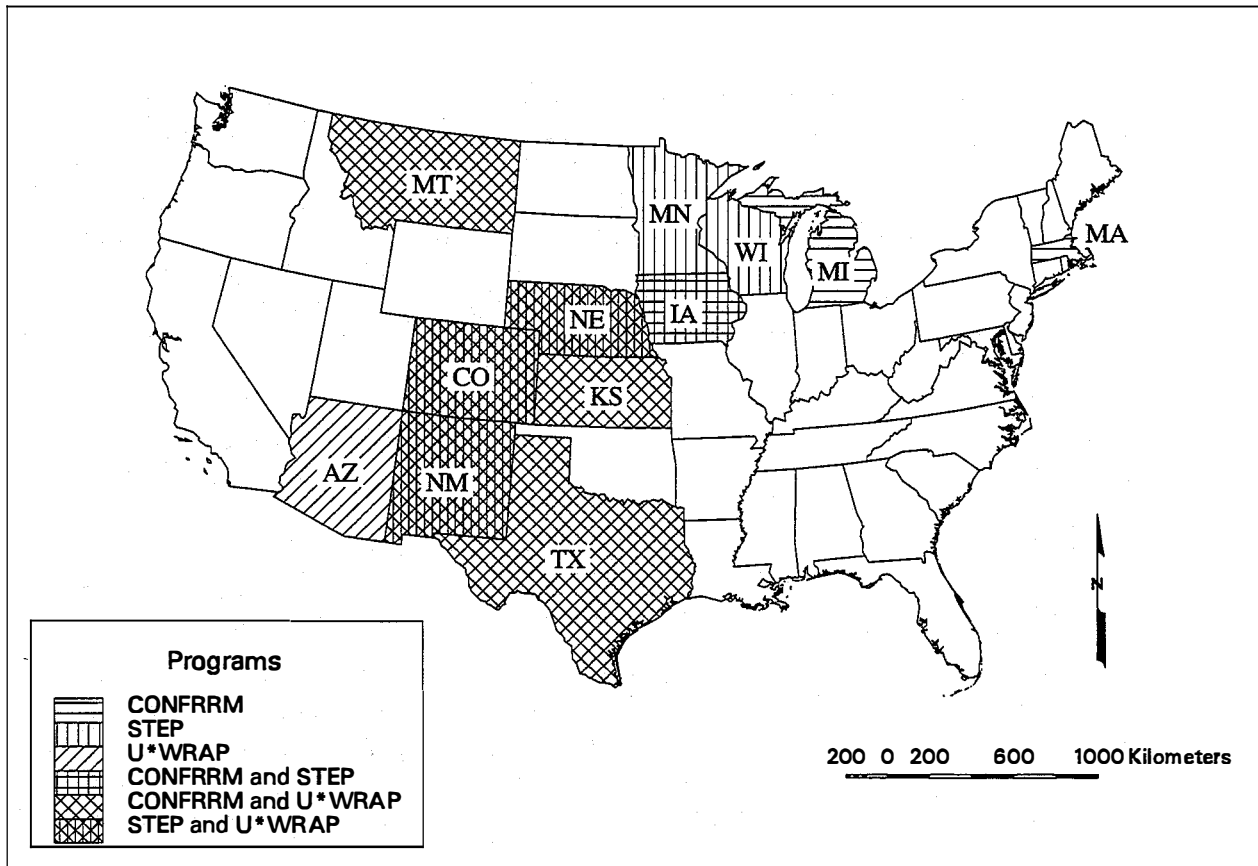 MT
MN
WI
MI
MA
IA
NE
CO
KS
AZ
NM
TX
N
Programs
CONFRRM
STEP
U*WRAP
CONFRRM and STEP
CONFRRM and U*WRAP
STEP and U*WRAP
200 0 200 600 1000 Kilometers